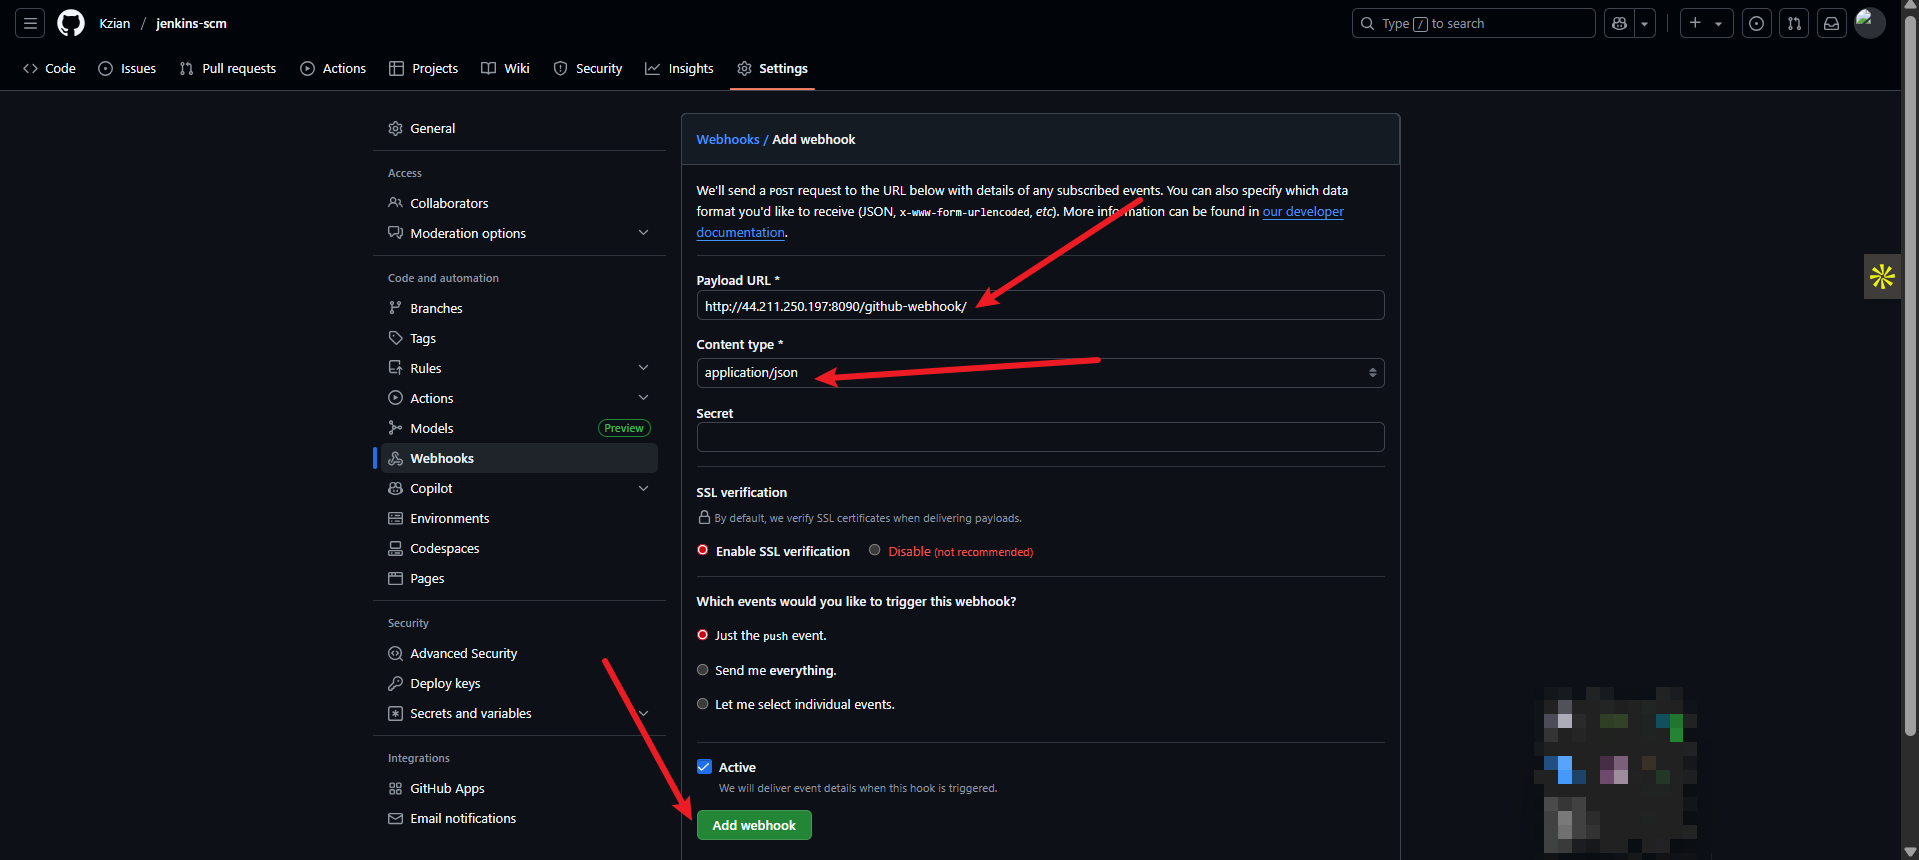 Kzian / jenkins-scm
Type / to search
Code
Issues
Pull requests
Actions
Projects
Wiki
Security
Insights
Settings
General
Access
Collaborators
Moderation options
Code and automation
Branches
Tags
Rules
Actions
Models Preview
Webhooks
Copilot
Environments
Codespaces
Pages
Security
Advanced Security
Deploy keys
Secrets and variables
Integrations
GitHub Apps
Email notifications
Webhooks / Add webhook
We'll send a POST request to the URL below with details of any subscribed events. You can also specify which data
format you'd like to receive (JSON, x-www-form-urlencoded, etc). More information can be found in our developer
documentation.
Payload URL *
http://44.211.250.197:8090/github-webhook/
Content type *
application/json
Secret
SSL verification
By default, we verify SSL certificates when delivering payloads.
Enable SSL verification Disable (not recommended)
Which events would you like to trigger this webhook?
Just the push event.
Send me everything.
Let me select individual events.
Active
We will deliver event details when this hook is triggered.
Add webhook